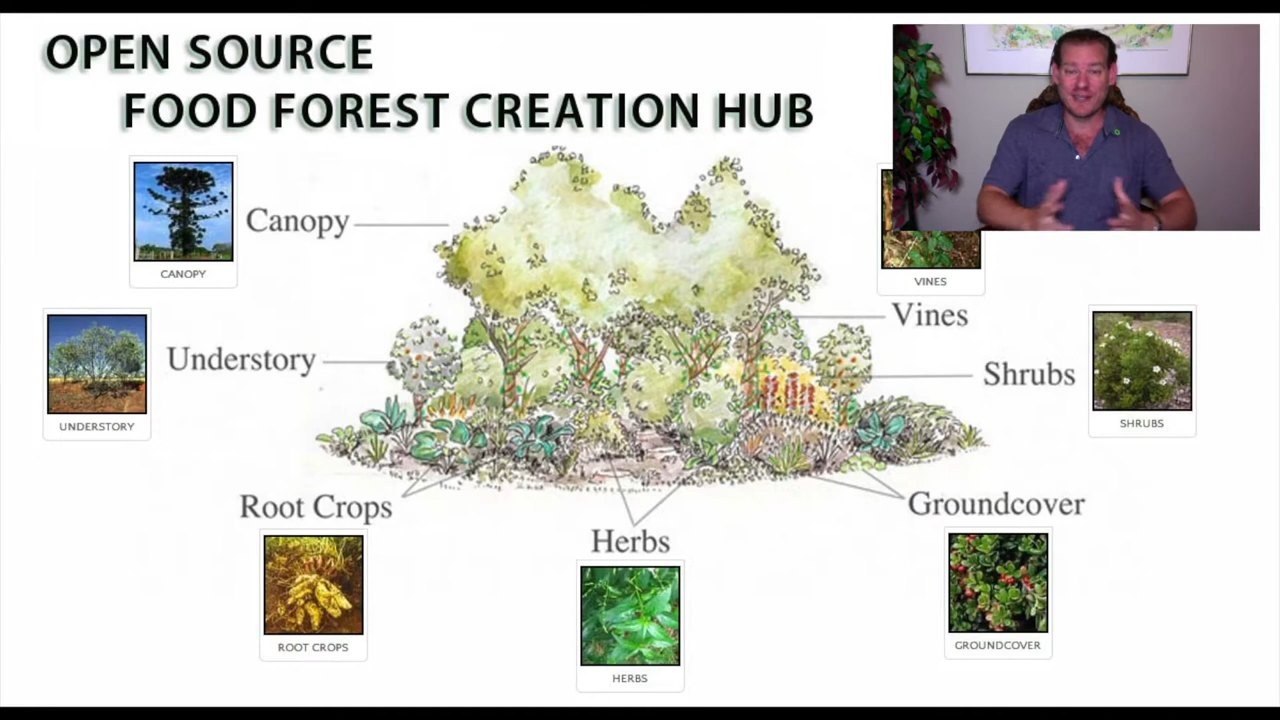 OPEN SOURCE
FOOD FOREST CREATION HUB
CANOPY
Canopy
VINES
Vines
UNDERSTORY
Understory
Shrubs
SHRUBS
Root Crops
ROOT CROPS
Herbs
HERBS
Groundcover
GROUNDCOVER